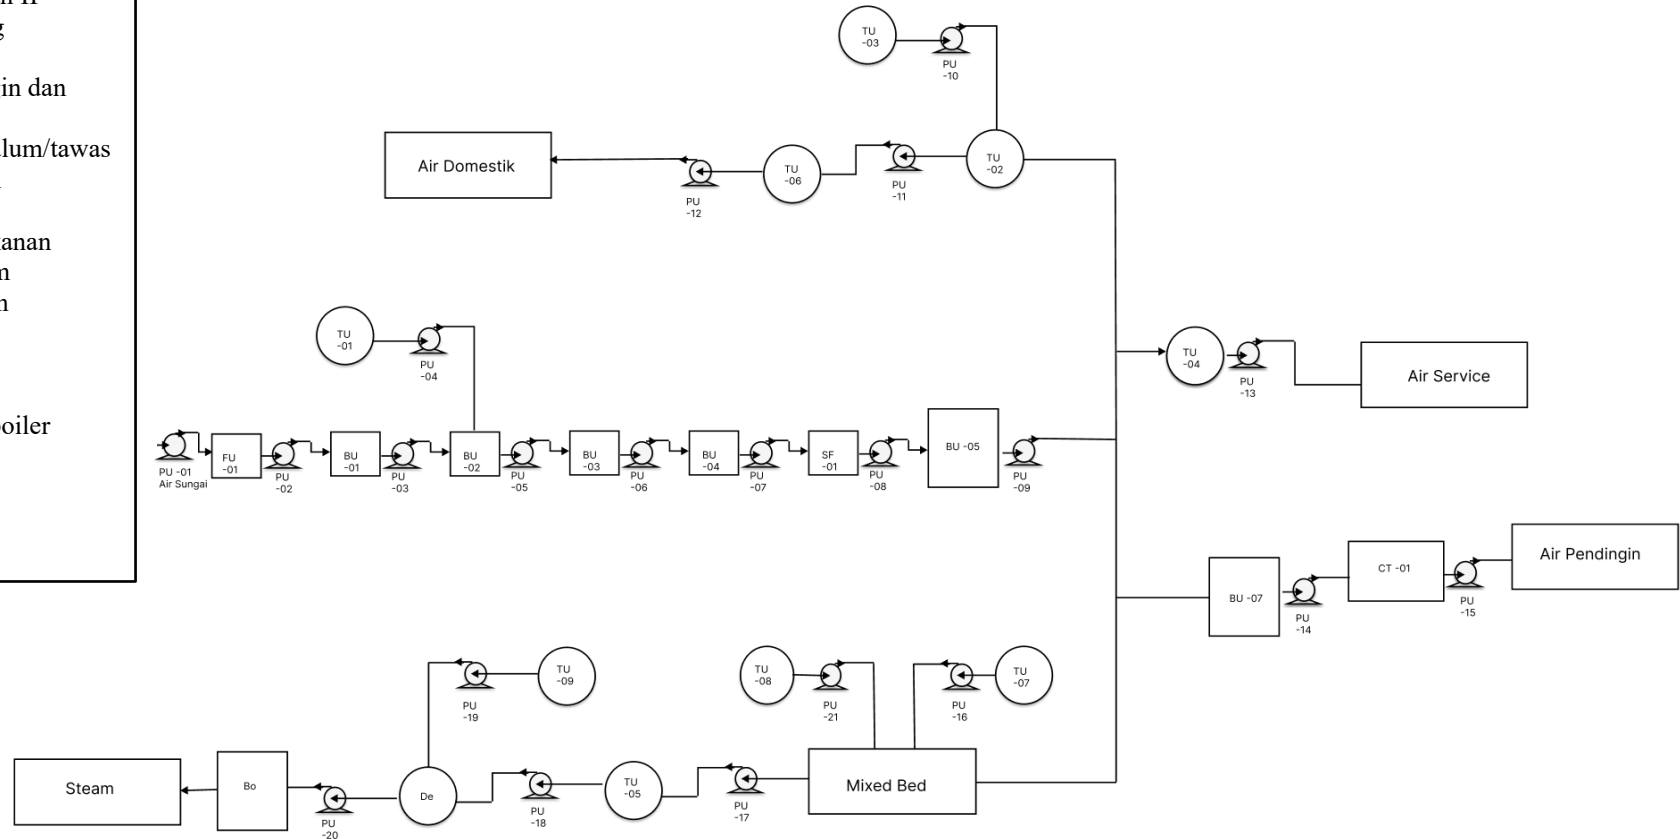 dan
lum/tawas
anan
TU
-03
PU
-10
Air Domestik
PU
-12
TU
-06
PU
-11
TU
-02
TU
-01
PU
-04
TU
-04
PU
-13
Air Service
PU -01
Air Sungai
FU
-01
PU
-02
BU
-01
PU
-03
BU
-02
PU
-05
BU
-03
PU
-06
BU
-04
PU
-07
SF
-01
PU
-08
BU -05
PU
-09
BU -07
PU
-14
CT -01
PU
-15
Air Pendingin
PU
-19
TU
-09
TU
-08
PU
-21
PU
-16
TU
-07
Steam
Bo
PU
-20
De
PU
-18
TU
-05
PU
-17
Mixed Bed